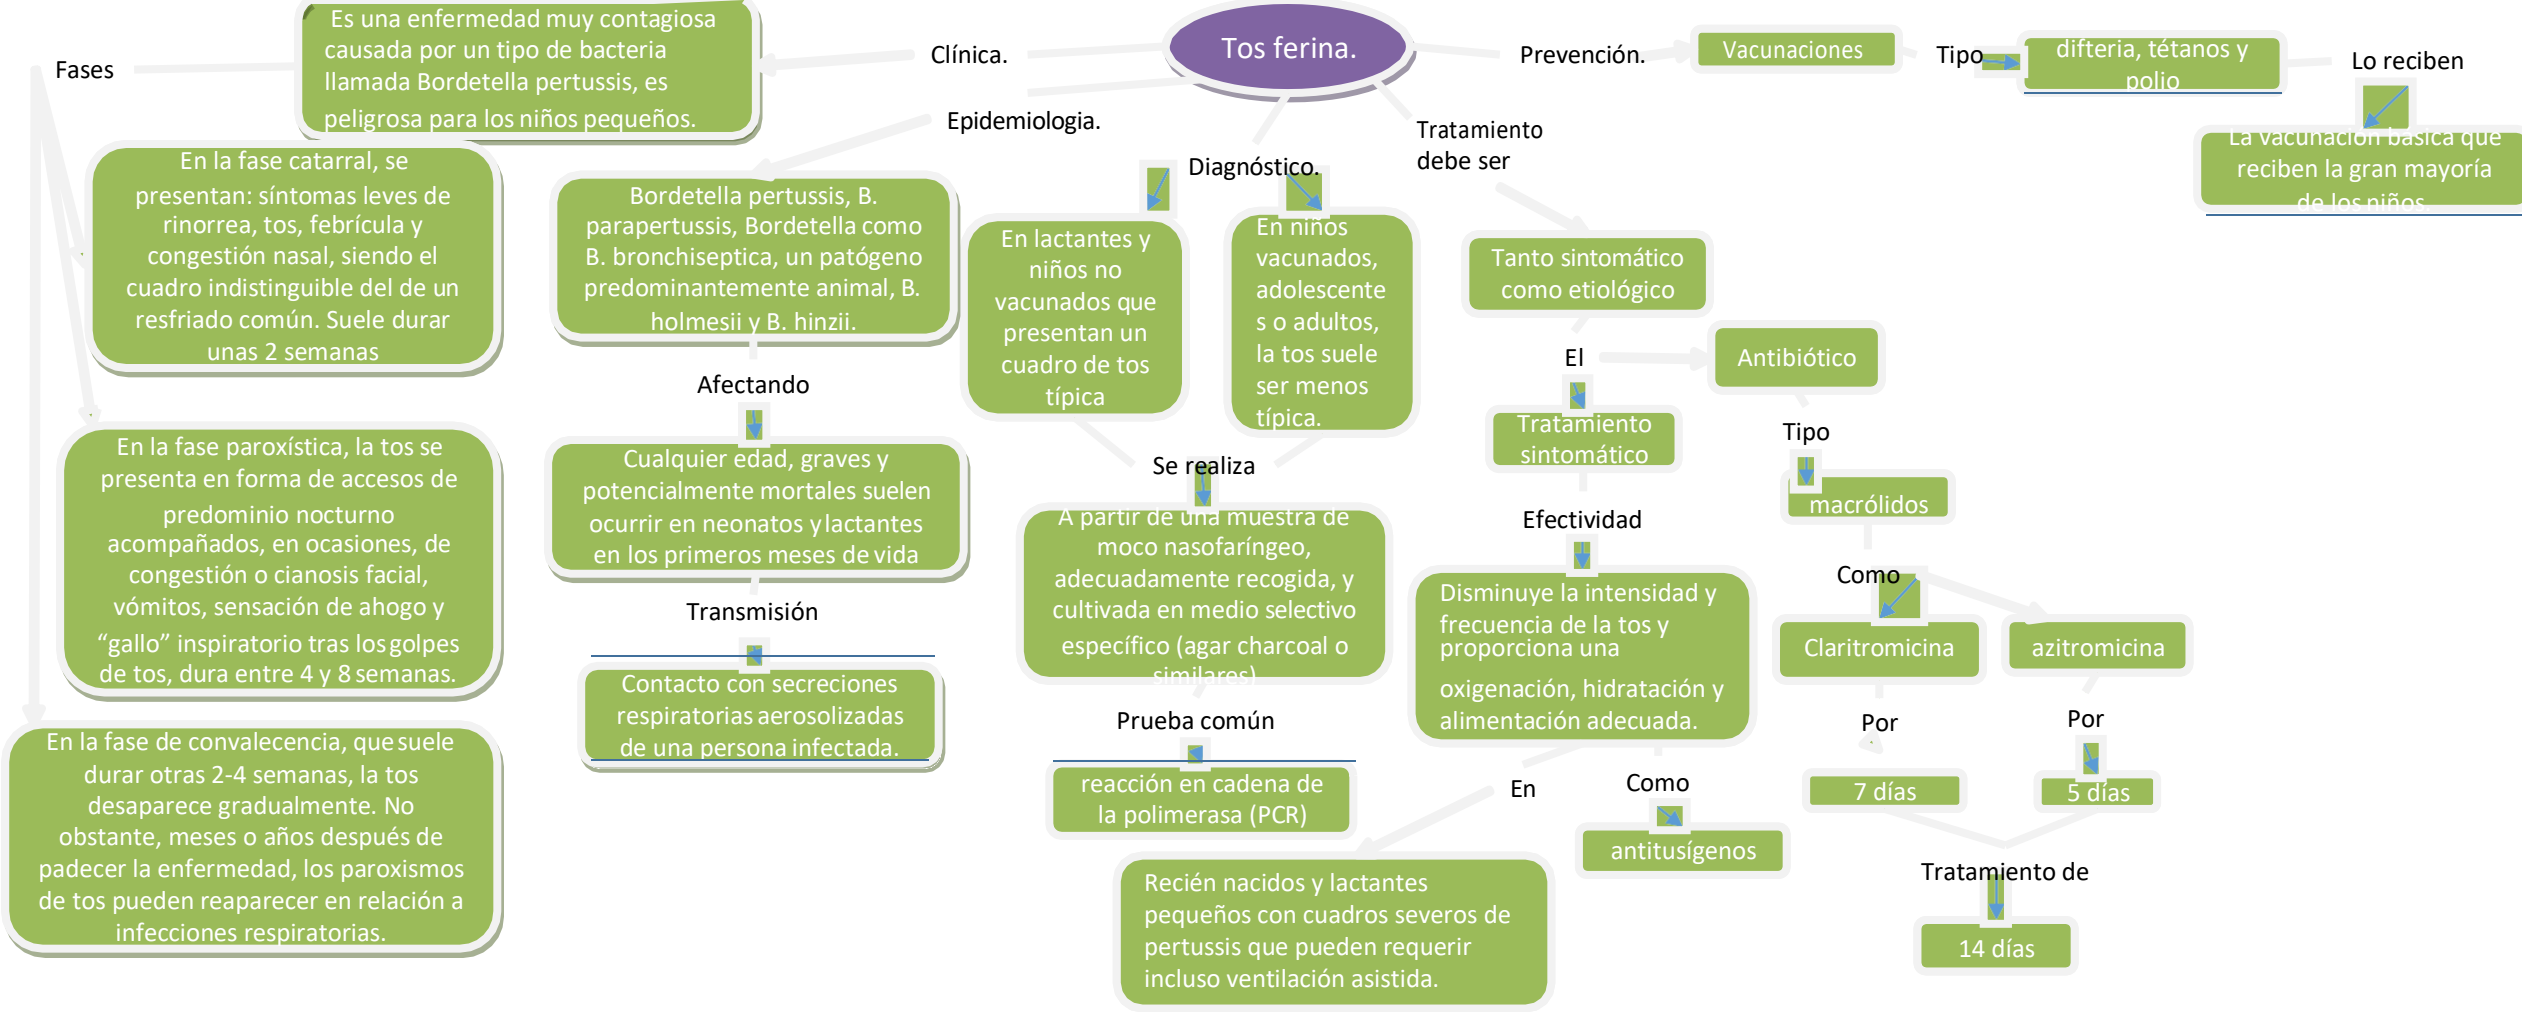 Tos ferina.
Clínica.
Es una enfermedad muy contagiosa
causada por un tipo de bacteria
llamada Bordetella pertussis, es
peligrosa para los niños pequeños.
Fases
En la fase catarral, se
presentan: síntomas leves de
rinorrea, tos, febrícula y
congestión nasal, siendo el
cuadro indistinguible del de un
resfriado común. Suele durar
unas 2 semanas
En la fase paroxística, la tos se
presenta en forma de accesos de
predominio nocturno
acompañados, en ocasiones, de
congestión o cianosis facial,
vómitos, sensación de ahogo y
“gallo” inspiratorio tras los golpes
de tos, dura entre 4 y 8 semanas.
En la fase de convalecencia, que suele
durar otras 2-4 semanas, la tos
desaparece gradualmente. No
obstante, meses o años después de
padecer la enfermedad, los paroxismos
de tos pueden reaparecer en relación a
infecciones respiratorias.
Epidemiologia.
Bordetella pertussis, B.
parapertussis, Bordetella como
B. bronchiseptica, un patógeno
predominantemente animal, B.
holmesii y B. hinzii.
Afectando
Cualquier edad, graves y
potencialmente mortales suelen
ocurrir en neonatos y lactantes
en los primeros meses de vida
Transmisión
Contacto con secreciones
respiratorias aerosolizadas
de una persona infectada.
Diagnóstico.
En lactantes y
niños no
vacunados que
presentan un
cuadro de tos
típica
En niños
vacunados,
adolescente
s o adultos,
la tos suele
ser menos
típica.
Se realiza
A partir de una muestra de
moco nasofaríngeo,
adecuadamente recogida, y
cultivada en medio selectivo
específico (agar charcoal o
similares)
Prueba común
reacción en cadena de
la polimerasa (PCR)
Tratamiento
debe ser
Tanto sintomático
como etiológico
El
Tratamiento
sintomático
Efectividad
Disminuye la intensidad y
frecuencia de la tos y
proporciona una
oxigenación, hidratación y
alimentación adecuada.
En
Recién nacidos y lactantes
pequeños con cuadros severos de
pertussis que pueden requerir
incluso ventilación asistida.
Como
antitusígenos
Antibiótico
Tipo
macrólidos
Como
Claritromicina
Por
7 días
azitromicina
Por
5 días
Tratamiento de
14 días
Prevención.
Vacunaciones
Tipo
difteria, tétanos y
polio
Lo reciben
La vacunación básica que
reciben la gran mayoría
de los niños.